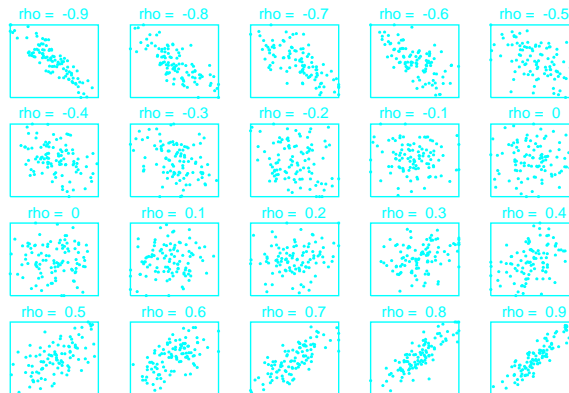 rho =  -0.9 rho =  -0.8 rho =  -0.7 rho =  -0.6 rho =  -0.5
rho =  -0.4 rho =  -0.3 rho =  -0.2 rho =  -0.1 rho =  0
rho =  0 rho =  0.1 rho =  0.2 rho =  0.3 rho =  0.4
rho =  0.5 rho =  0.6 rho =  0.7 rho =  0.8 rho =  0.9